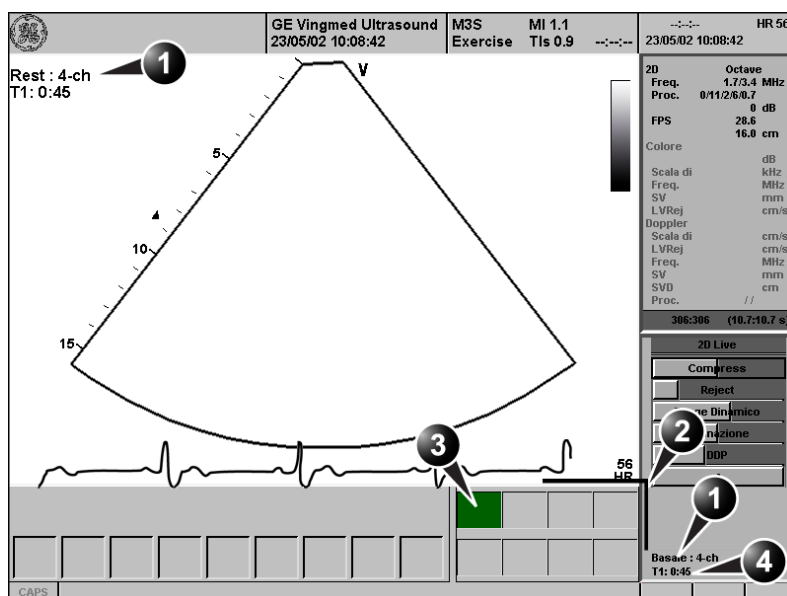 GE Vingmed Ultrasound
23/05/02 10:08:42
M3S MI 1.1
Exercise TIs 0.9 --:--:--
--:--:-- HR 56
23/05/02 10:08:42
Rest : 4-ch
T1: 0:45
1
V
5
10
15
2D Octave
Freq. 1.7/3.4 MHz
Proc. 0/11/2/6/0.7
0 dB
FPS 28.6
16.0 cm
Colore
dB
Scala di kHz
Freq. MHz
SV mm
LVRej cm/s
Doppler
Scala di cm/s
LVRej cm/s
Freq. MHz
SV mm
SVD cm
Proc. / /
306:306 (10.7:10.7 s)
2D Live
Compress
Reject
Dinamico
DDP
3
2
56
HR
1
Basale : 4-ch
T1: 0:45
4
CAPS